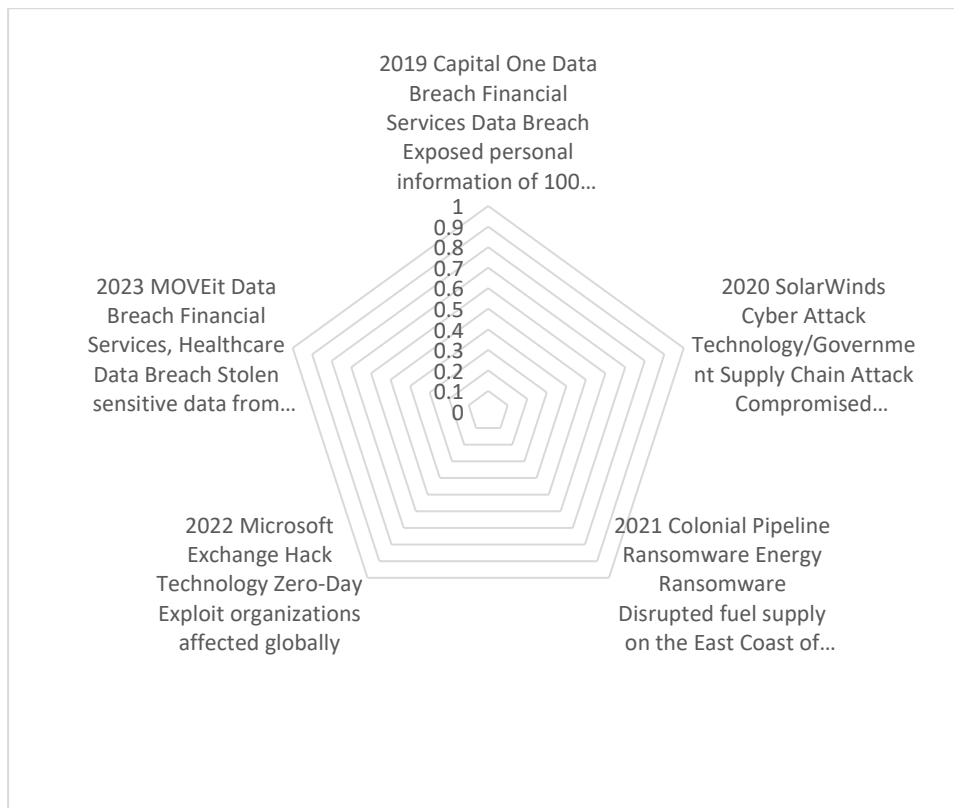 2019 Capital One Data
Breach Financial
Services Data Breach
Exposed personal
information of 100...
1
0.9
0.8
0.7
0.6
0.5
0.4
0.3
0.2
0.1
0
2020 SolarWinds
Cyber Attack
Technology/Governme
nt Supply Chain Attack
Compromised...
2021 Colonial Pipeline
Ransomware Energy
Ransomware
Disrupted fuel supply
on the East Coast of...
2022 Microsoft
Exchange Hack
Technology Zero-Day
Exploit organizations
affected globally
2023 MOVEit Data
Breach Financial
Services, Healthcare
Data Breach Stolen
sensitive data from...